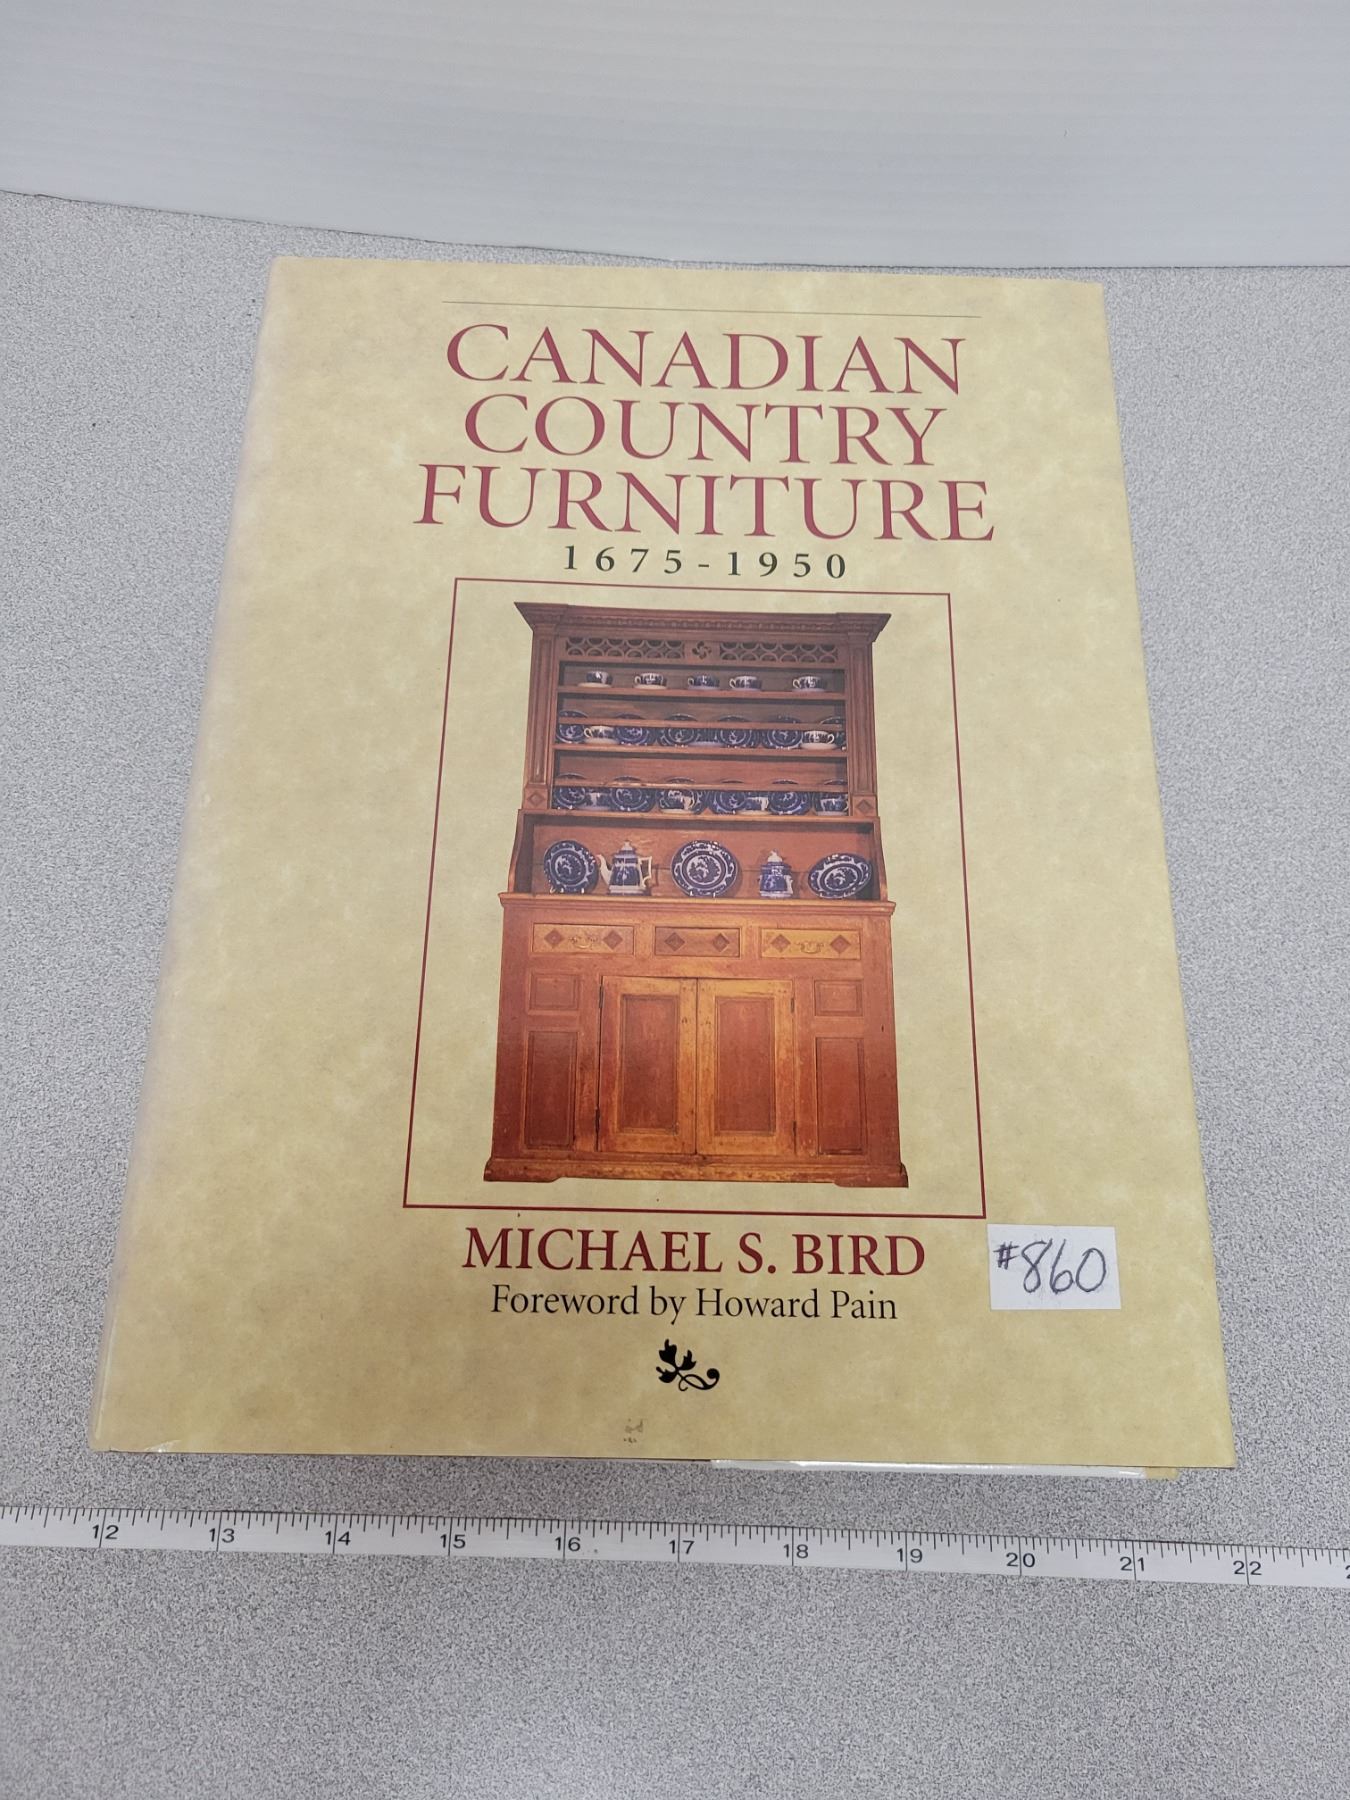 CANADIAN
COUNTRY
FURNITURE
1675-1950
MICHAEL S. BIRD
Foreword by Howard Pain
#860
12 13 14 15 16 17 18 19 20 21 22